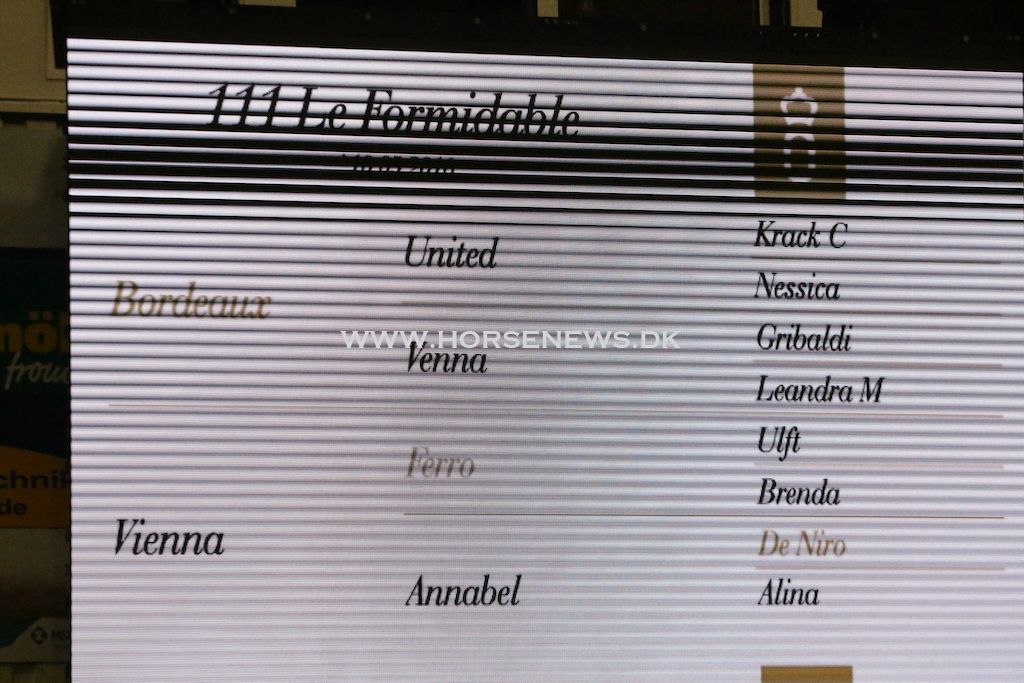 111 Le Formidable
Krack C
United
Nessica
Bordeaux
WWW.HORSENEWS.DK
Gribaldi
Venna
Leandra M
Ulft
Ferro
Brenda
Vienna
De Niro
Annabel
Alina